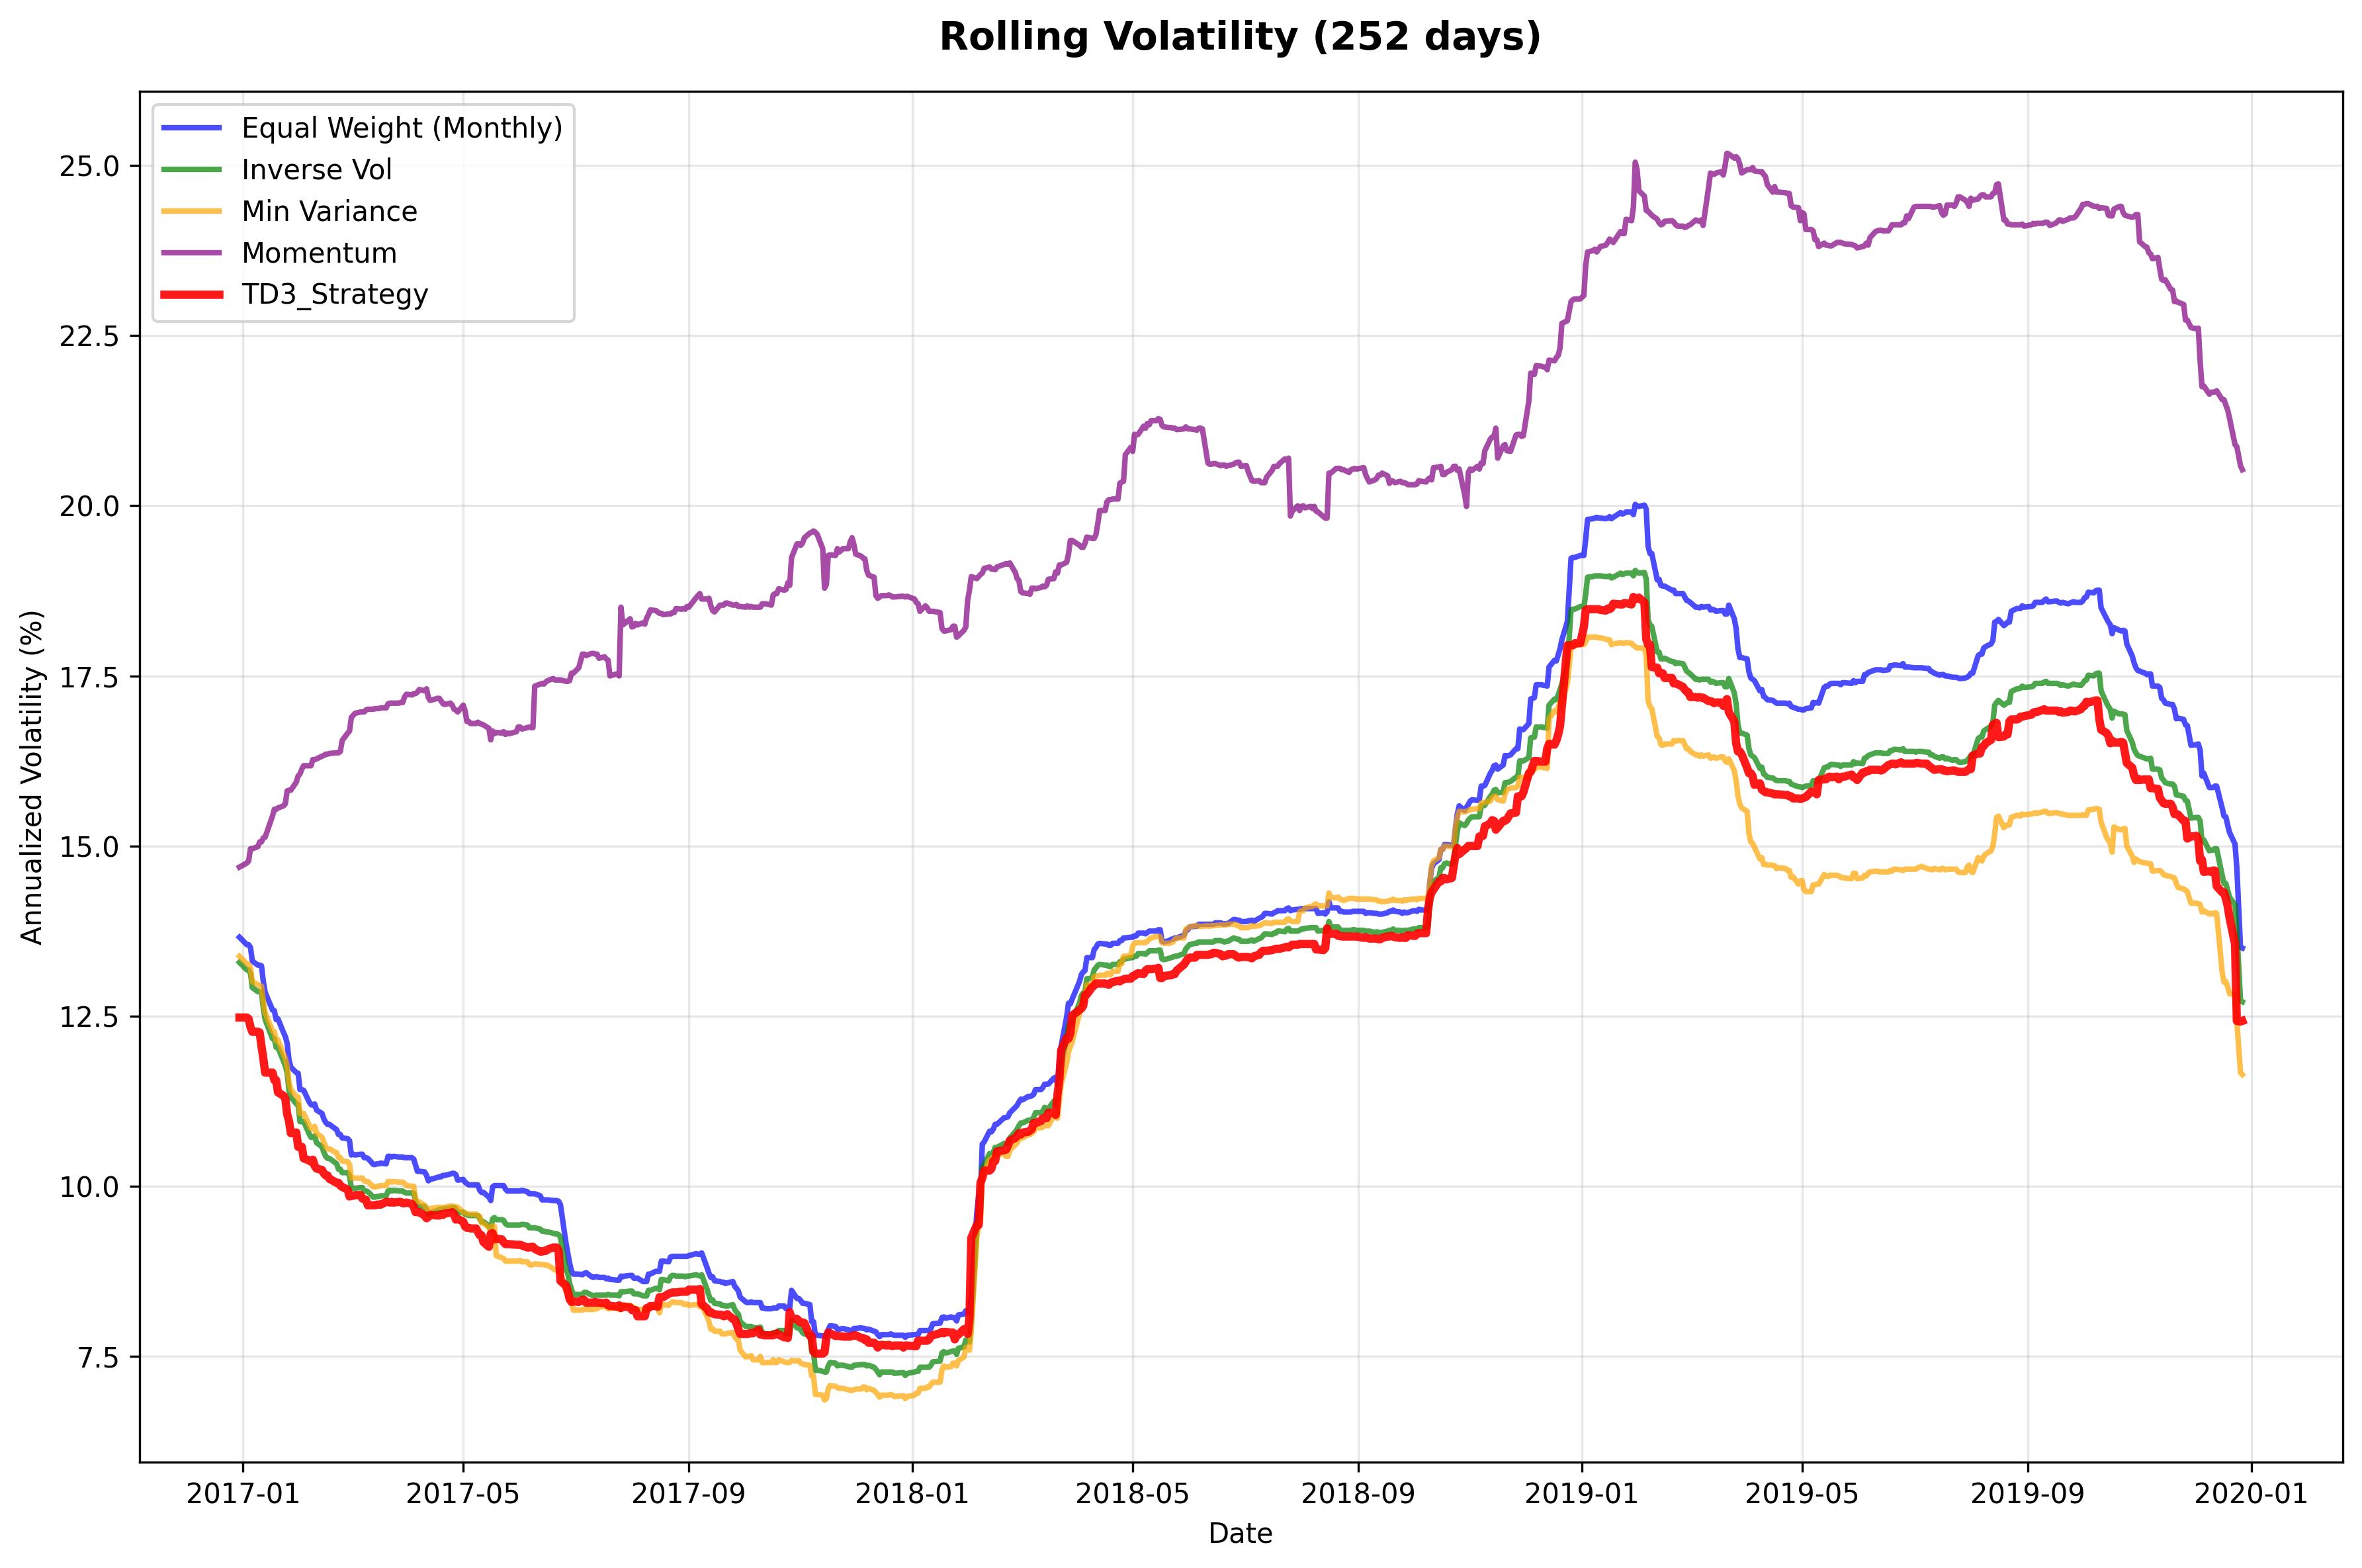 Rolling Volatility (252 days)
Equal Weight (Monthly)
Inverse Vol
Min Variance
Momentum
TD3_Strategy
Annualized Volatility (%)
25.0
22.5
20.0
17.5
15.0
12.5
10.0
7.5
2017-01 2017-05 2017-09 2018-01 2018-05 2018-09 2019-01 2019-05 2019-09 2020-01
Date